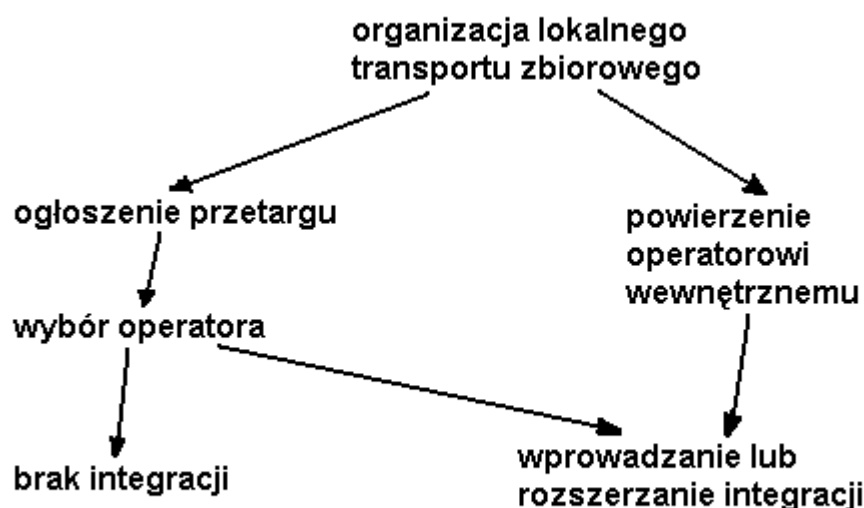 organizacja lokalnego
transportu zbiorowego
ogłoszenie przetargu
powierzenie
operatorowi
wewnętrznemu
wybór operatora
brak integracji
wprowadzanie lub
rozszerzanie integracji